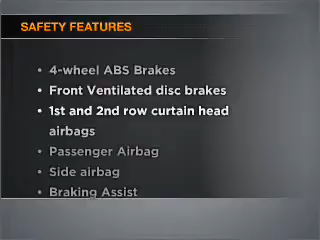 SAFETY FEATURES
• 4-wheel ABS Brakes
• Front Ventilated disc brakes
• 1st and 2nd row curtain head
airbags
• Passenger Airbag
• Side airbag
• Braking Assist